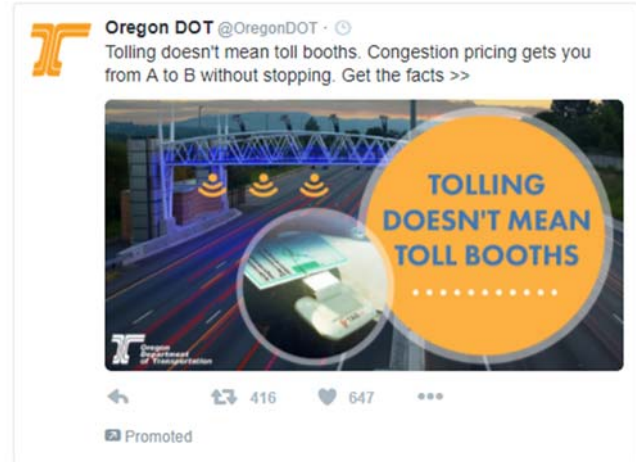 Oregon DOT @OregonDOT ·
Tolling doesn't mean toll booths. Congestion pricing gets you
from A to B without stopping. Get the facts >>
TOLLING
DOESN'T MEAN
TOLL BOOTHS
Oregon
Department
of Transportation
416 647
Promoted